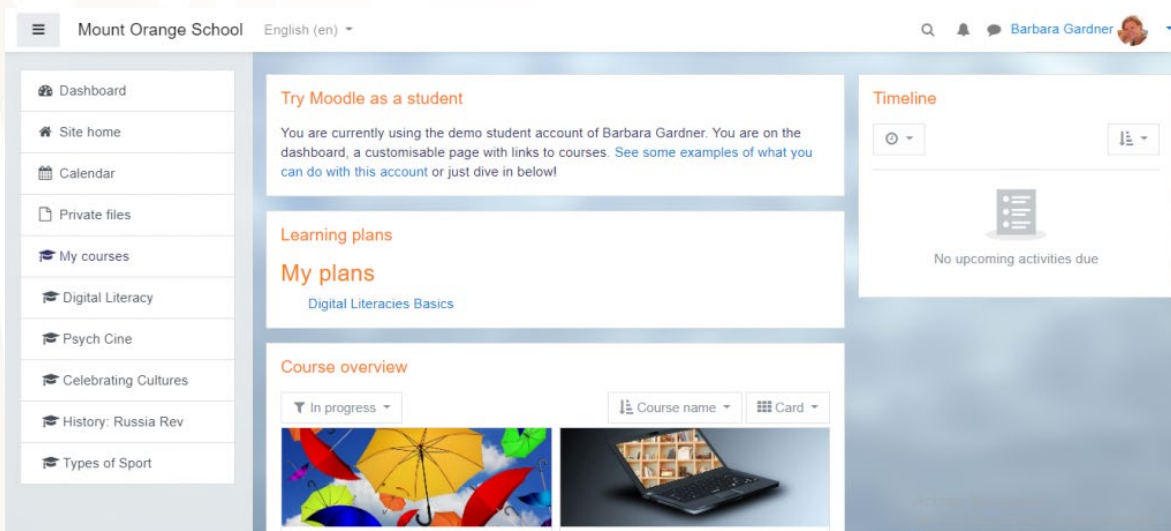 Mount Orange School
English (en)
Barbara Gardner
Dashboard
Site home
Calendar
Private files
My courses
Digital Literacy
Psych Cine
Celebrating Cultures
History: Russia Rev
Types of Sport
Try Moodle as a student
You are currently using the demo student account of Barbara Gardner. You are on the
dashboard, a customisable page with links to courses. See some examples of what you
can do with this account or just dive in below!
Learning plans
My plans
Digital Literacies Basics
Course overview
In progress
Course name
Card
Timeline
No upcoming activities due